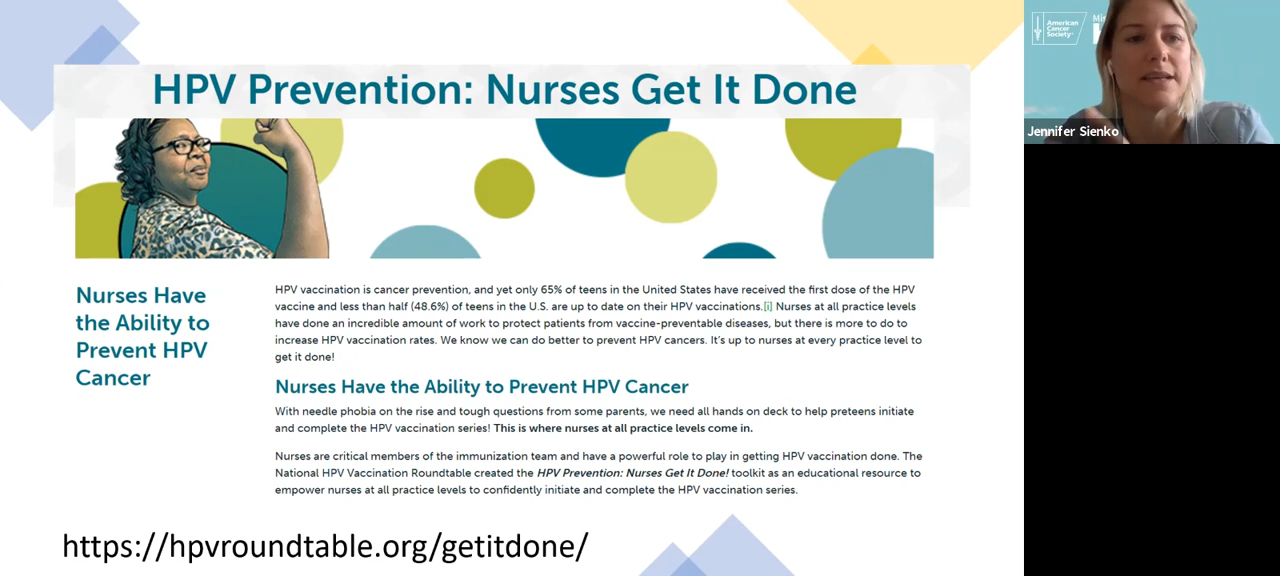 HPV Prevention: Nurses Get It Done
Nurses Have
the Ability to
Prevent HPV
Cancer
HPV vaccination is cancer prevention, and yet only 65% of teens in the United States have received the first dose of the HPV
vaccine and less than half (48.6%) of teens in the U.S. are up to date on their HPV vaccinations.[i] Nurses at all practice levels
have done an incredible amount of work to protect patients from vaccine-preventable diseases, but there is more to do to
increase HPV vaccination rates. We know we can do better to prevent HPV cancers. It's up to nurses at every practice level to
get it done!
Nurses Have the Ability to Prevent HPV Cancer
With needle phobia on the rise and tough questions from some parents, we need all hands on deck to help preteens initiate
and complete the HPV vaccination series! This is where nurses at all practice levels come in.
Nurses are critical members of the immunization team and have a powerful role to play in getting HPV vaccination done. The
National HPV Vaccination Roundtable created the HPV Prevention: Nurses Get It Done! toolkit as an educational resource to
empower nurses at all practice levels to confidently initiate and complete the HPV vaccination series.
https://hpvroundtable.org/getitdone/
American
Cancer
Society
Jennifer Sienko